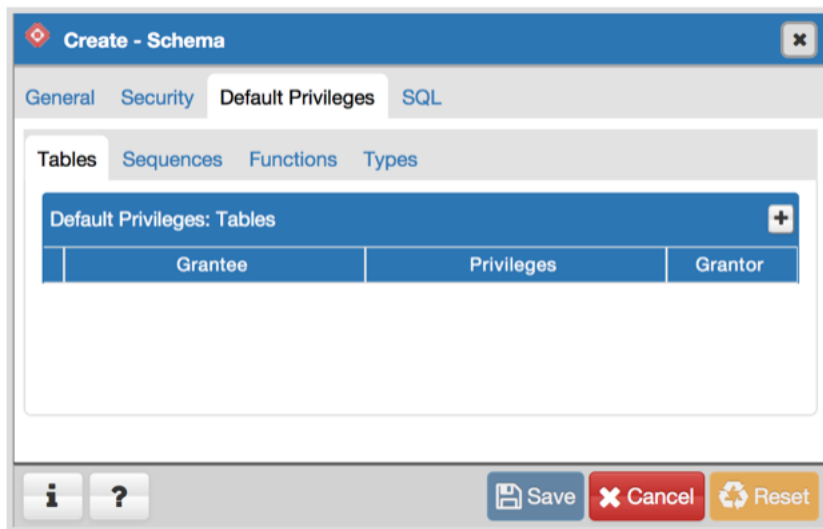 Create - Schema
General Security Default Privileges SQL
Tables Sequences Functions Types
Default Privileges: Tables
Grantee Privileges Grantor
i ? Save Cancel Reset